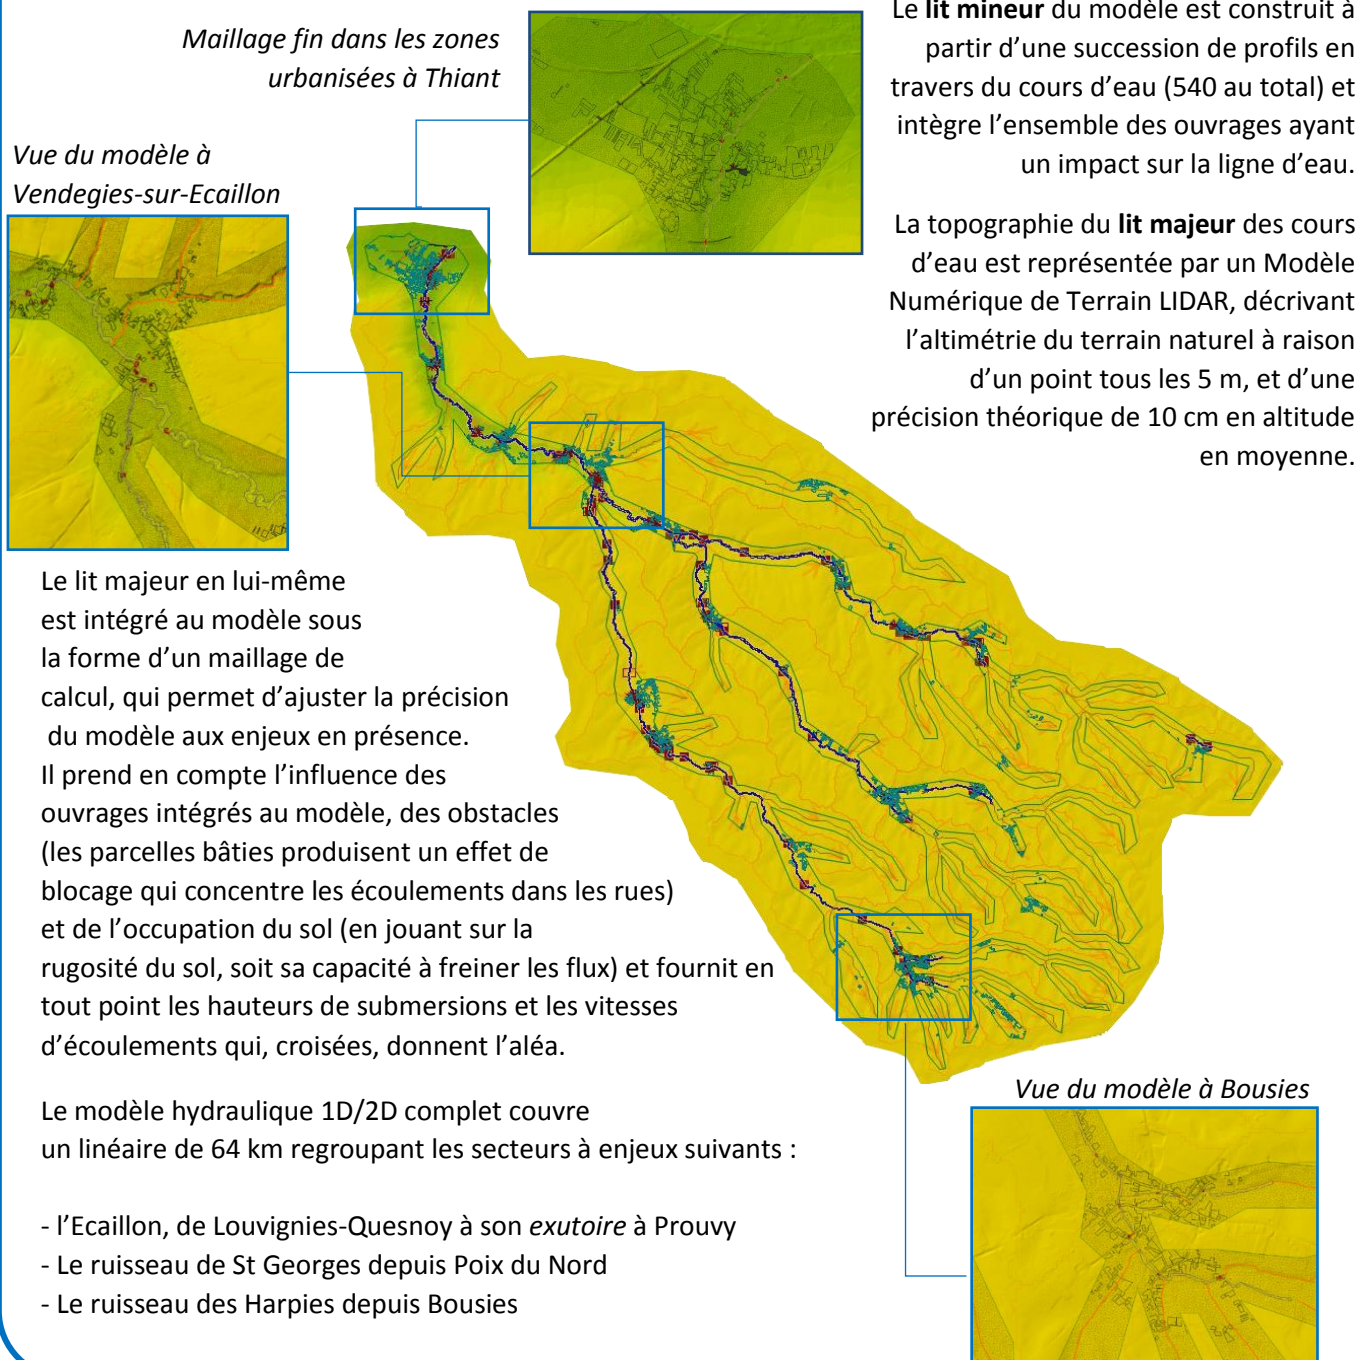 Maillage fin dans les zones
urbanisées à Thiant
Vue du modèle à
Vendegies-sur-Ecaillon
Le lit mineur du modèle est construit à
partir d’une succession de profils en
travers du cours d’eau (540 au total) et
intègre l’ensemble des ouvrages ayant
un impact sur la ligne d’eau.
La topographie du lit majeur des cours
d’eau est représentée par un Modèle
Numérique de Terrain LIDAR, décrivant
l’altimétrie du terrain naturel à raison
d’un point tous les 5 m, et d’une
précision théorique de 10 cm en altitude
en moyenne.
Le lit majeur en lui-même
est intégré au modèle sous
la forme d’un maillage de
calcul, qui permet d’ajuster la précision
du modèle aux enjeux en présence.
Il prend en compte l’influence des
ouvrages intégrés au modèle, des obstacles
(les parcelles bâties produisent un effet de
blocage qui concentre les écoulements dans les rues)
et de l’occupation du sol (en jouant sur la
rugosité du sol, soit sa capacité à freiner les flux) et fournit en
tout point les hauteurs de submersions et les vitesses
d’écoulements qui, croisées, donnent l’aléa.
Le modèle hydraulique 1D/2D complet couvre
un linéaire de 64 km regroupant les secteurs à enjeux suivants :
- l’Ecaillon, de Louvignies-Quesnoy à son exutoire à Prouvy
- Le ruisseau de St Georges depuis Poix du Nord
- Le ruisseau des Harpies depuis Bousies
Vue du modèle à Bousies